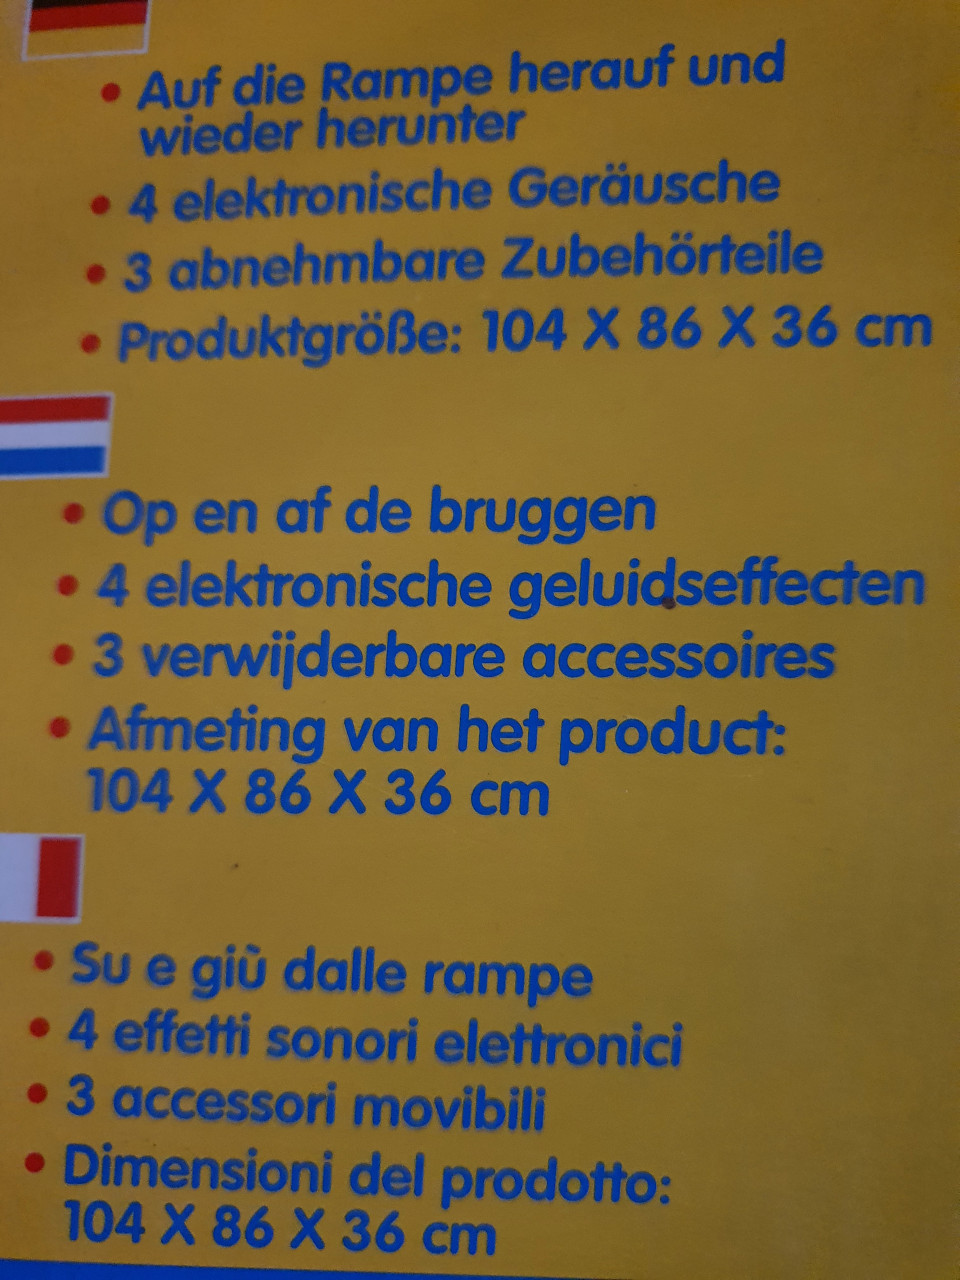 • Auf die Rampe herauf und
wieder herunter
• 4 elektronische Geräusche
• 3 abnehmbare Zubehörteile
• Produktgröße: 104 X 86 X 36 cm
• Op en af de bruggen
• 4 elektronische geluidseffecten
• 3 verwijderbare accessoires
• Afmeting van het product:
104 X 86 X 36 cm
• Su e giù dalle rampe
• 4 effetti sonori elettronici
• 3 accessori movibili
• Dimensioni del prodotto:
104 X 86 X 36 cm